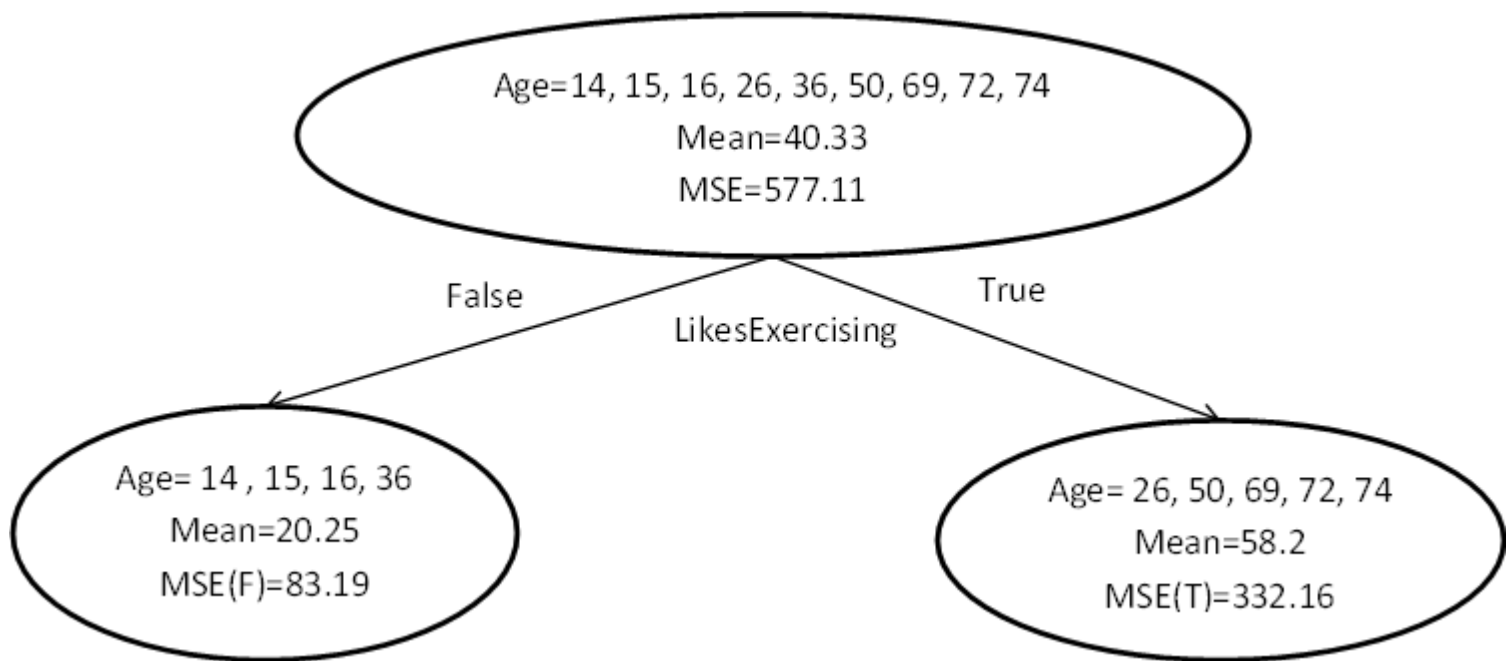 Age=14, 15, 16, 26, 36, 50, 69, 72, 74
Mean=40.33
MSE=577.11
False
True
LikesExercising
Age= 14 , 15, 16, 36
Mean=20.25
MSE(F)=83.19
Age= 26, 50, 69, 72, 74
Mean=58.2
MSE(T)=332.16